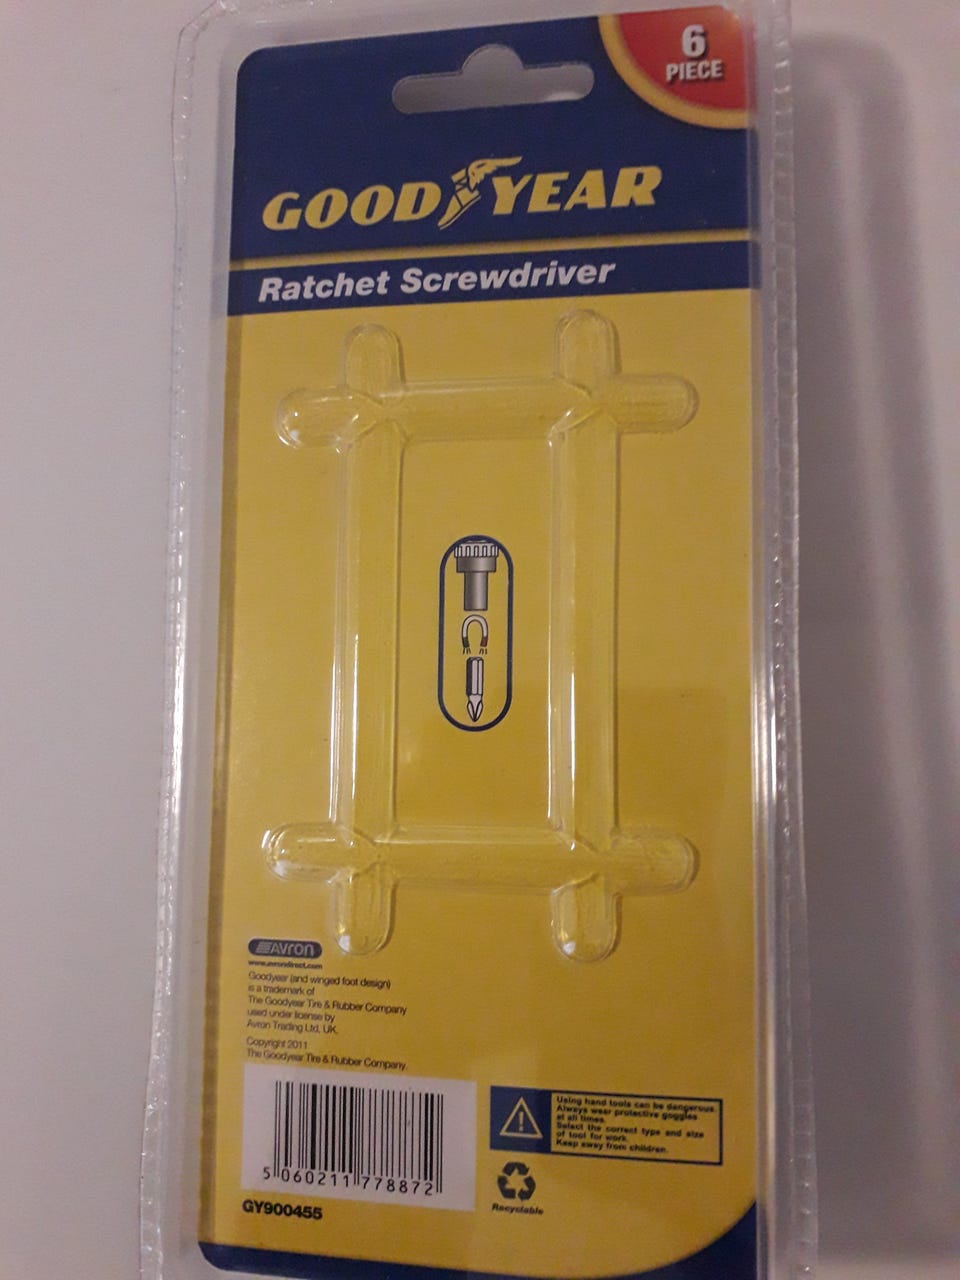 6
PIECE
GOOD YEAR
Ratchet Screwdriver
AVron
www.avrondirect.com
Goodyear (and winged foot design)
is a trademark of
The Goodyear Tire & Rubber Company
used under license by
Avron Trading Ltd, UK.
Copyright 2011
The Goodyear Tire & Rubber Company.
5 060211 778872
GY900455
Using hand tools can be dangerous.
Always wear protective goggles
at all times.
Select the correct type and size
of tool for work.
Keep away from children.
Recyclable